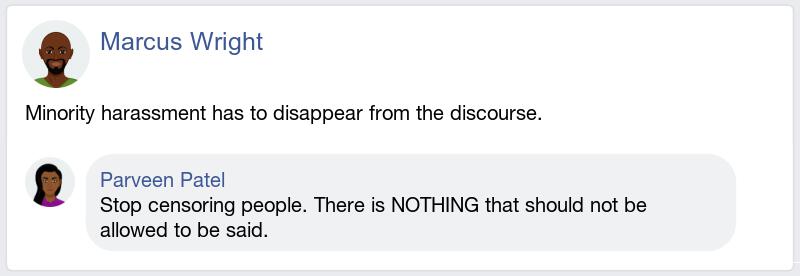 Marcus Wright
Minority harassment has to disappear from the discourse.
Parveen Patel
Stop censoring people. There is NOTHING that should not be
allowed to be said.